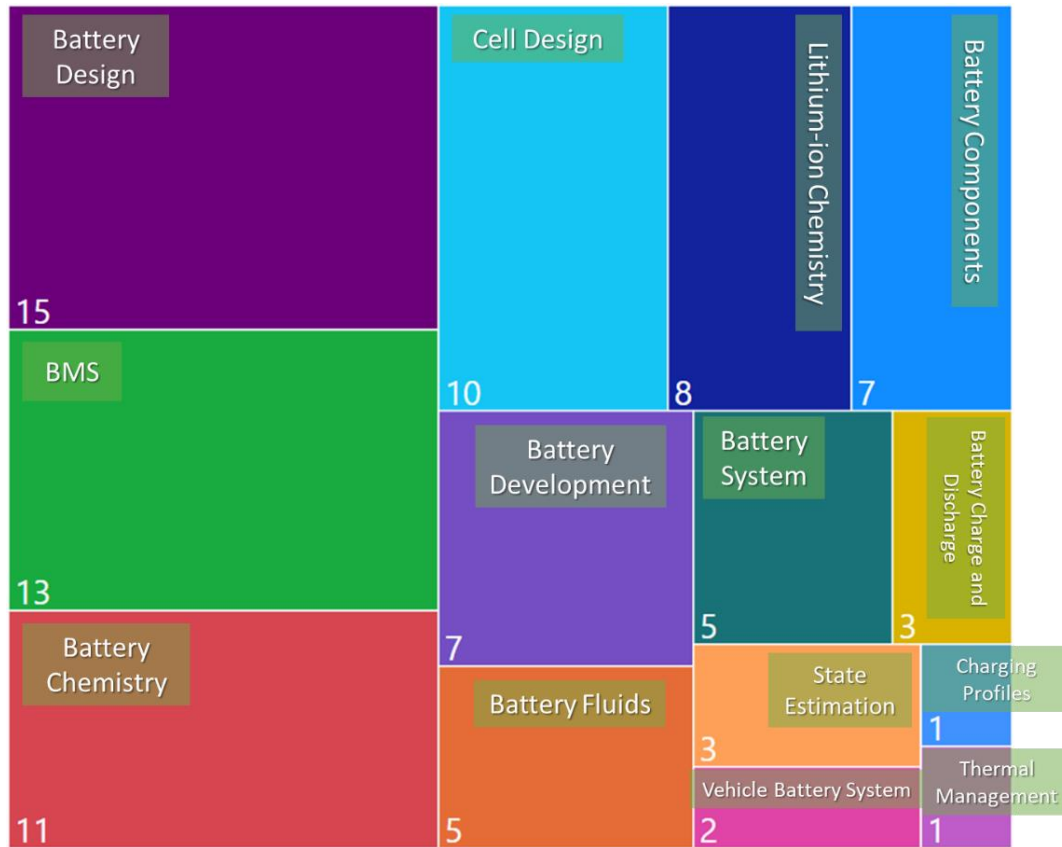 Battery
Design
15
BMS
13
Battery
Chemistry
11
Cell Design
10
Lithium-ion Chemistry
8
Battery Components
7
Battery
Development
7
Battery Fluids
5
Battery
System
5
Battery Charge and
Discharge
3
State
Estimation
3
Vehicle Battery System
2
Charging
Profiles
1
Thermal
Management
1